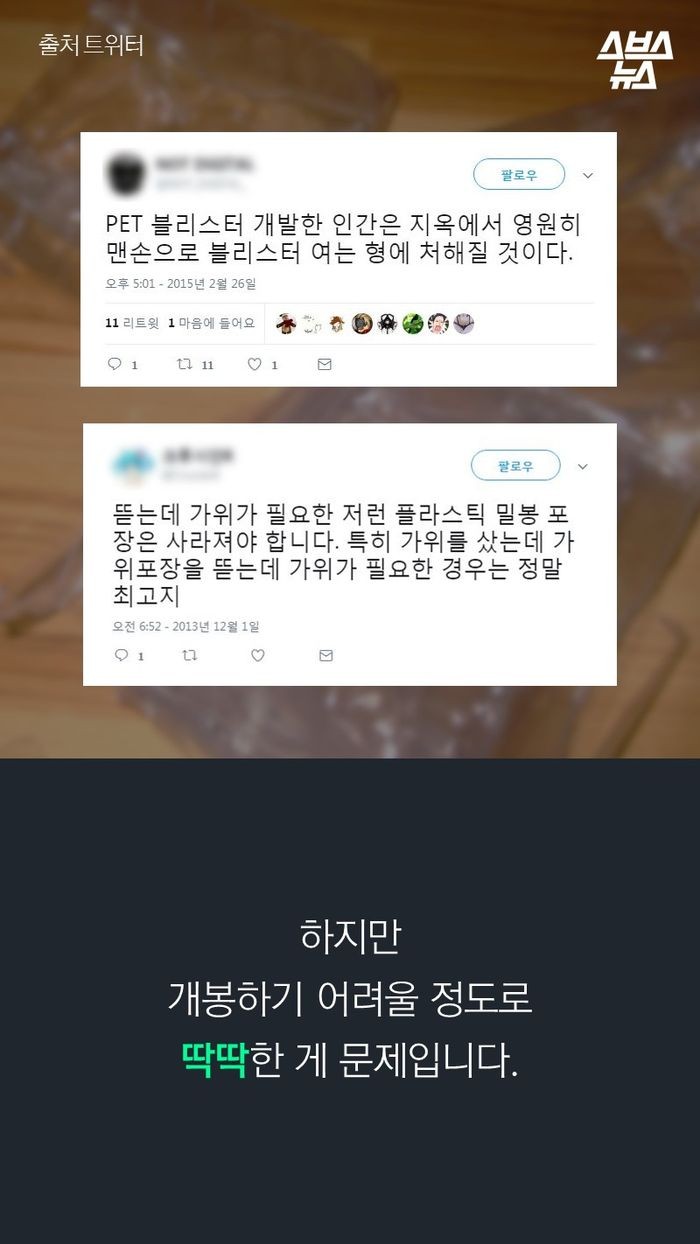 출처 트위터
스브스
뉴스
팔로우
PET 블리스터 개발한 인간은 지옥에서 영원히
맨손으로 블리스터 여는 형에 처해질 것이다.
오후 5:01 - 2015년 2월 26일
11 리트윗 1 마음에 들어요
1 11 1
팔로우
뜯는데 가위가 필요한 저런 플라스틱 밀봉 포
장은 사라져야 합니다. 특히 가위를 샀는데 가
위포장을 뜯는데 가위가 필요한 경우는 정말
최고지
오전 6:52 - 2013년 12월 1일
1
하지만
개봉하기 어려울 정도로
딱딱한 게 문제입니다.